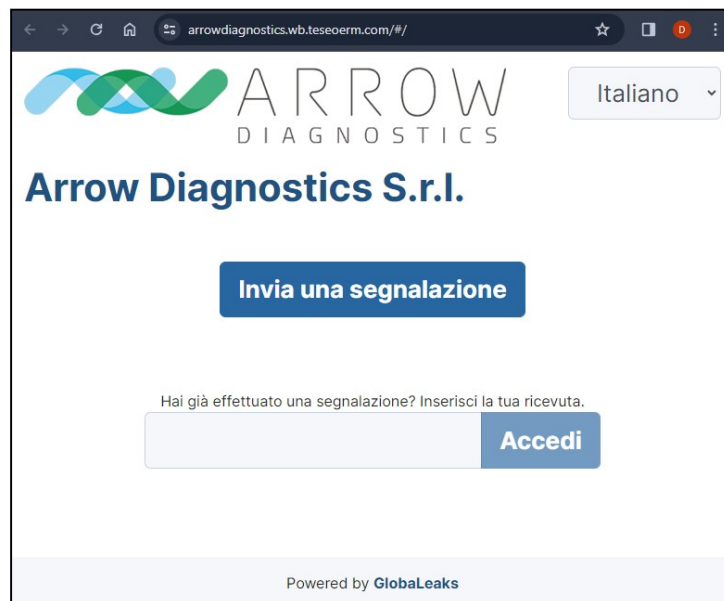 arrowdiagnostics.wb.teseoerm.com/#/
D
ARROW
DIAGNOSTICS
Italiano
Arrow Diagnostics S.r.l.
Invia una segnalazione
Hai già effettuato una segnalazione? Inserisci la tua ricevuta.
Accedi
Powered by GlobaLeaks